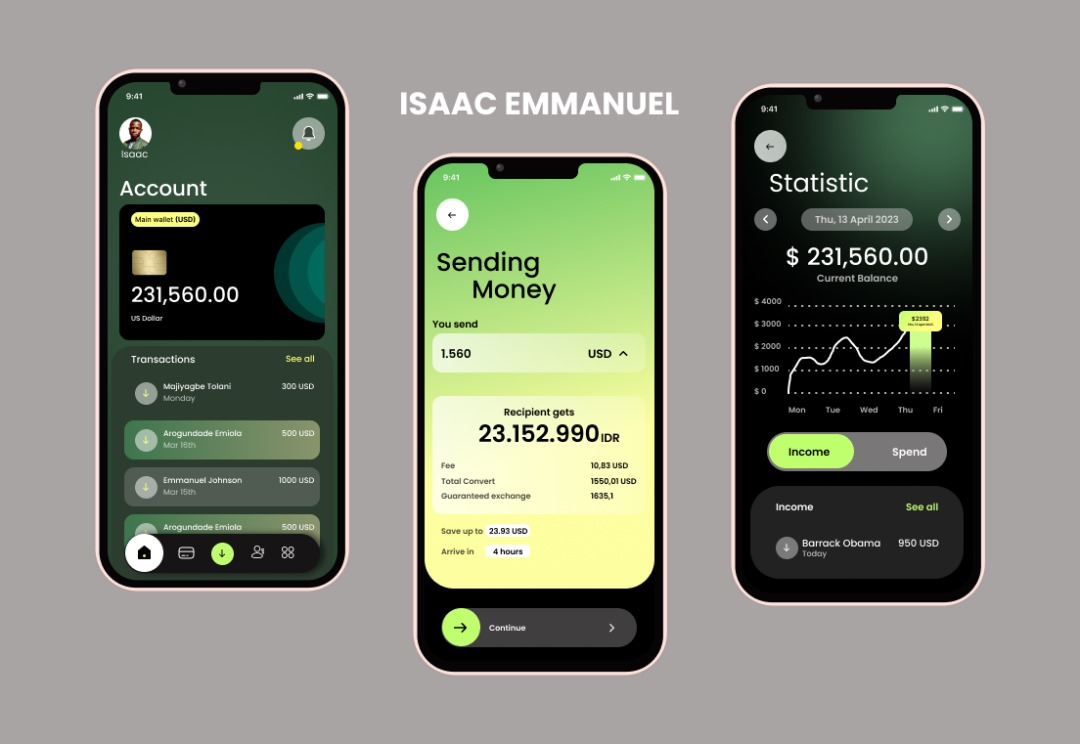 ISAAC EMMANUEL
9:41
Isaac
Account
Main wallet (USD)
231,560.00
US Dollar
Transactions See all
Majiyagbe Tolani 300 USD
Monday
Arogundade Emiola 500 USD
Mar 16th
Emmanuel Johnson 1000 USD
Mar 15th
Arogundade Emiola 500 USD
9:41
Sending
Money
You send
1.560 USD
Recipient gets
23.152.990 IDR
Fee 10,83 USD
Total Convert 1550,01 USD
Guaranteed exchange 1635,1
Save up to 23.93 USD
Arrive in 4 hours
Continue
9:41
Statistic
Thu, 13 April 2023
$ 231,560.00
Current Balance
$ 4000
$ 3000
$ 2000
$ 1000
$ 0
Mon Tue Wed Thu Fri
Income Spend
Income See all
Barrack Obama 950 USD
Today